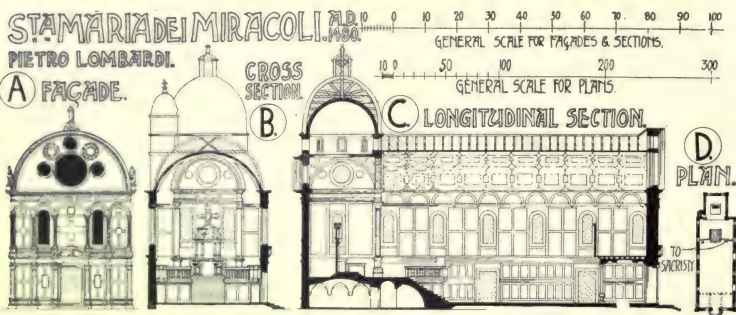 STA MARIA DEI MIRACOLI. A.D. 1480.
PIETRO LOMBARDI.
10 0 10 20 30 40 50 60 70 80 90 100
GENERAL SCALE FOR FAÇADES & SECTIONS.
10 0 50 100 200 300
GENERAL SCALE FOR PLANS.
A FAÇADE.
CROSS
SECTION.
B.
C LONGITUDINAL SECTION
D.
PLAN.
TO
SACRISTY